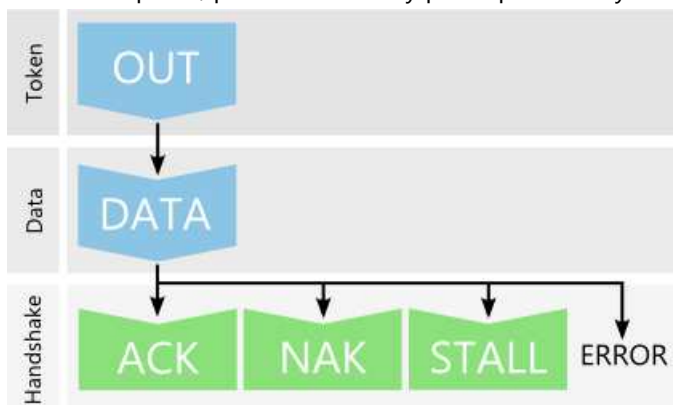 Token
OUT
Data
DATA
Handshake
ACK
NAK
STALL
ERROR